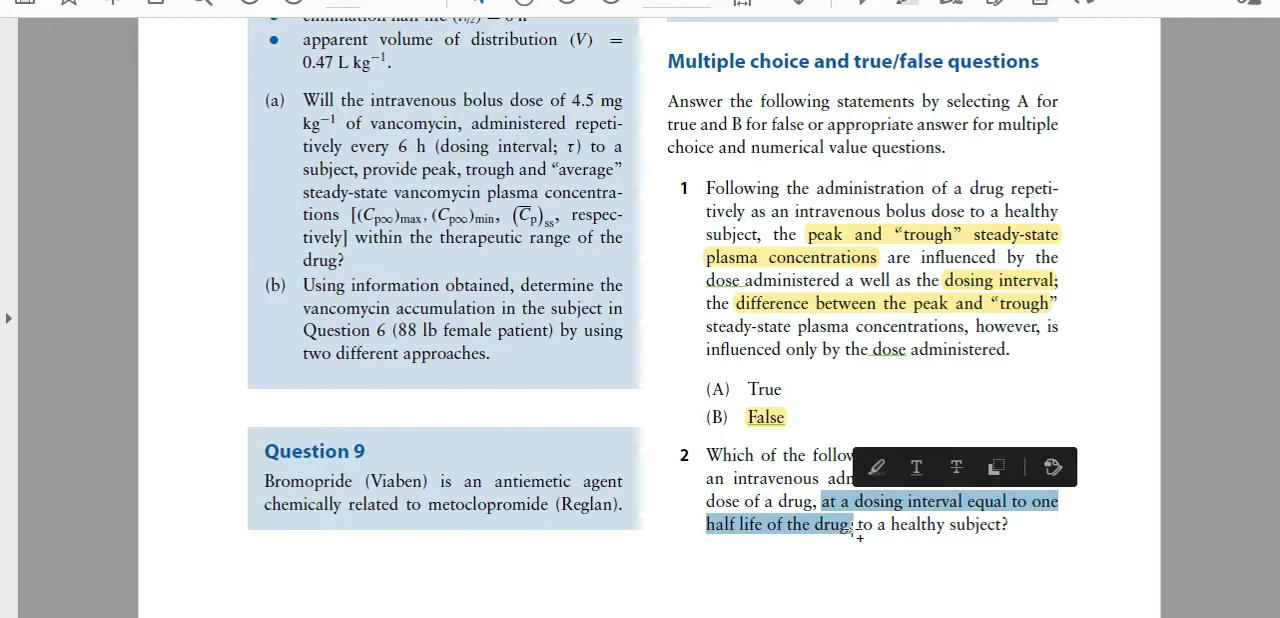 elimination half life (t1/2) = 6 h
apparent volume of distribution (V) =
0.47 L kg⁻¹.
(a) Will the intravenous bolus dose of 4.5 mg
kg⁻¹ of vancomycin, administered repeti-
tively every 6 h (dosing interval; τ) to a
subject, provide peak, trough and “average”
steady-state vancomycin plasma concentra-
tions [(Cp∞)max, (Cp∞)min, (C̅p)ss, respec-
tively] within the therapeutic range of the
drug?
(b) Using information obtained, determine the
vancomycin accumulation in the subject in
Question 6 (88 lb female patient) by using
two different approaches.
Question 9
Bromopride (Viaben) is an antiemetic agent
chemically related to metoclopromide (Reglan).
Multiple choice and true/false questions
Answer the following statements by selecting A for
true and B for false or appropriate answer for multiple
choice and numerical value questions.
1 Following the administration of a drug repeti-
tively as an intravenous bolus dose to a healthy
subject, the peak and “trough” steady-state
plasma concentrations are influenced by the
dose administered a well as the dosing interval;
the difference between the peak and “trough”
steady-state plasma concentrations, however, is
influenced only by the dose administered.
(A) True
(B) False
2 Which of the follow
an intravenous adm
dose of a drug, at a dosing interval equal to one
half life of the drug, to a healthy subject?